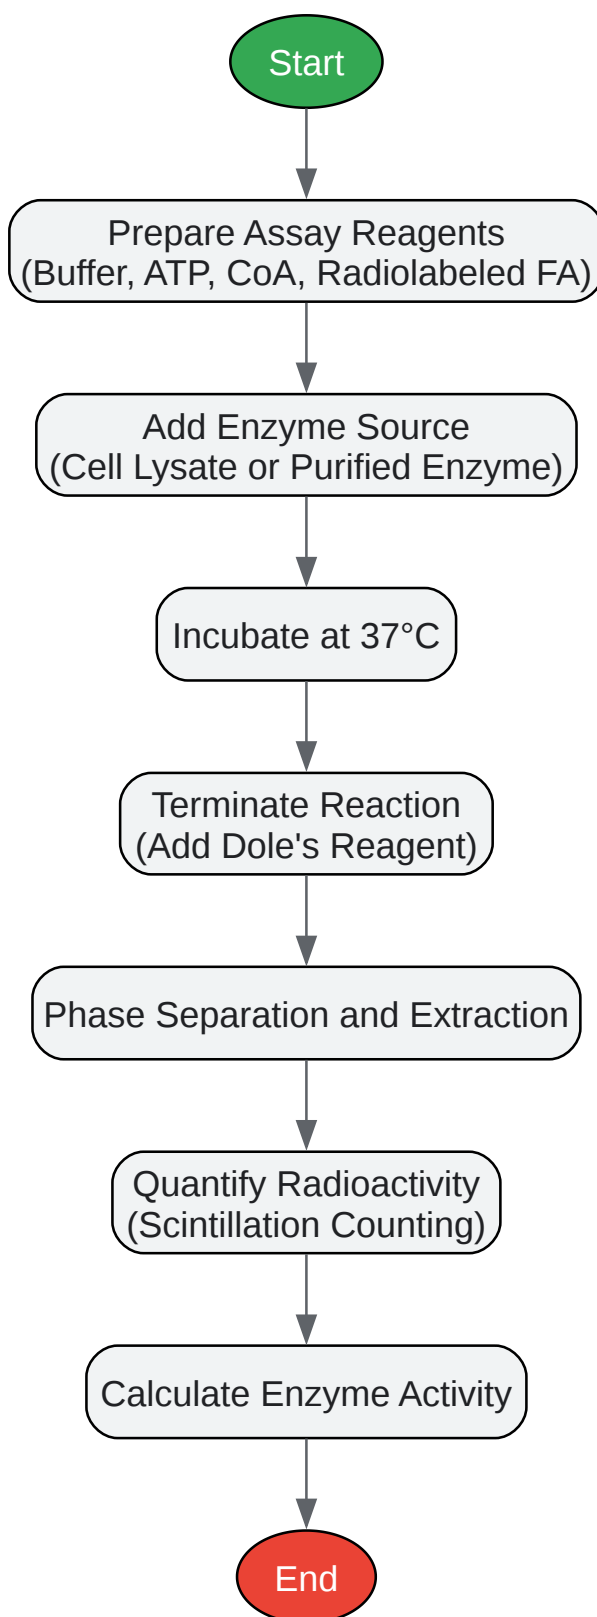 Start
Prepare Assay Reagents
(Buffer, ATP, CoA, Radiolabeled FA)
Add Enzyme Source
(Cell Lysate or Purified Enzyme)
Incubate at 37°C
Terminate Reaction
(Add Dole's Reagent)
Phase Separation and Extraction
Quantify Radioactivity
(Scintillation Counting)
Calculate Enzyme Activity
End